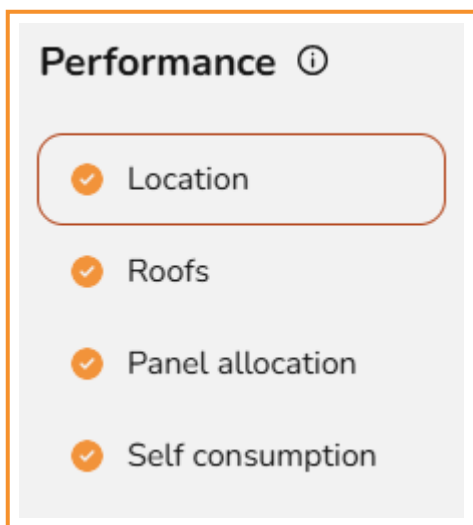 Performance
Location
Roofs
Panel allocation
Self consumption